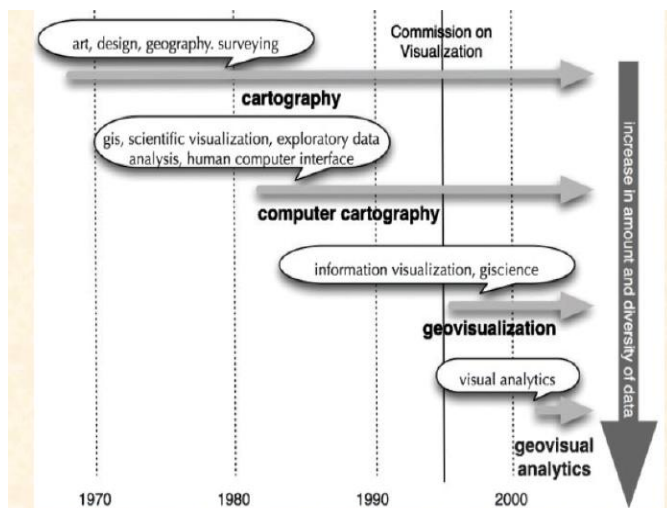 art, design, geography. surveying
Commission on
Visualization
cartography
gis, scientific visualization, exploratory data
analysis, human computer interface
computer cartography
information visualization, giscience
geovisualization
visual analytics
geovisual
analytics
increase in amount and diversity of data
1970
1980
1990
2000